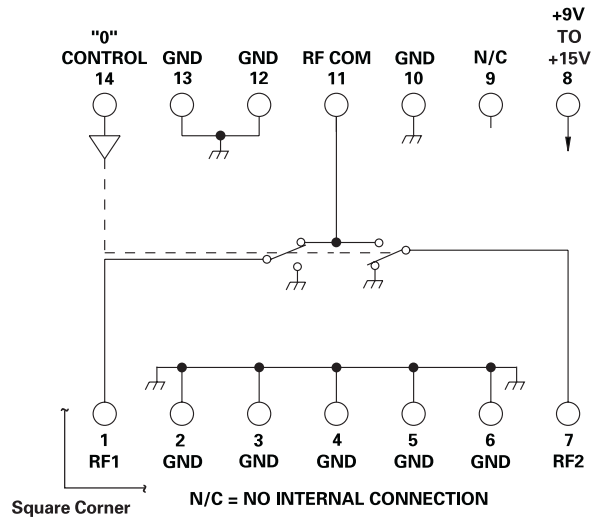 +9V
"0" TO
CONTROL GND GND RF COM GND N/C +15V
14 13 12 11 10 9 8
1 2 3 4 5 6 7
RF1 GND GND GND GND GND RF2
Square Corner
N/C = NO INTERNAL CONNECTION